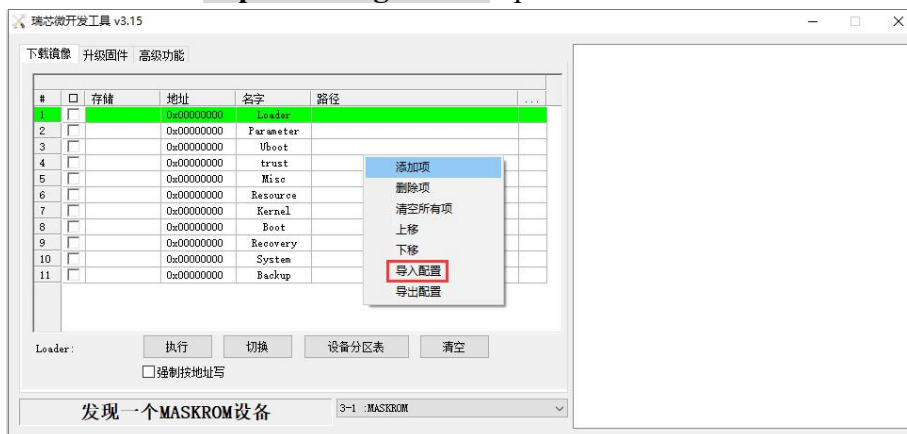 瑞芯微开发工具 v3.15
下载镜像 升级固件 高级功能
# 存储 地址 名字 路径 ...
1 0x00000000 Loader
2 0x00000000 Parameter
3 0x00000000 Uboot
4 0x00000000 trust
5 0x00000000 Misc
6 0x00000000 Resource
7 0x00000000 Kernel
8 0x00000000 Boot
9 0x00000000 Recovery
10 0x00000000 System
11 0x00000000 Backup
添加项
删除项
清空所有项
上移
下移
导入配置
导出配置
Loader: 执行 切换 设备分区表 清空
强制按地址写
发现一个MASKROM设备 3-1 :MASKROM